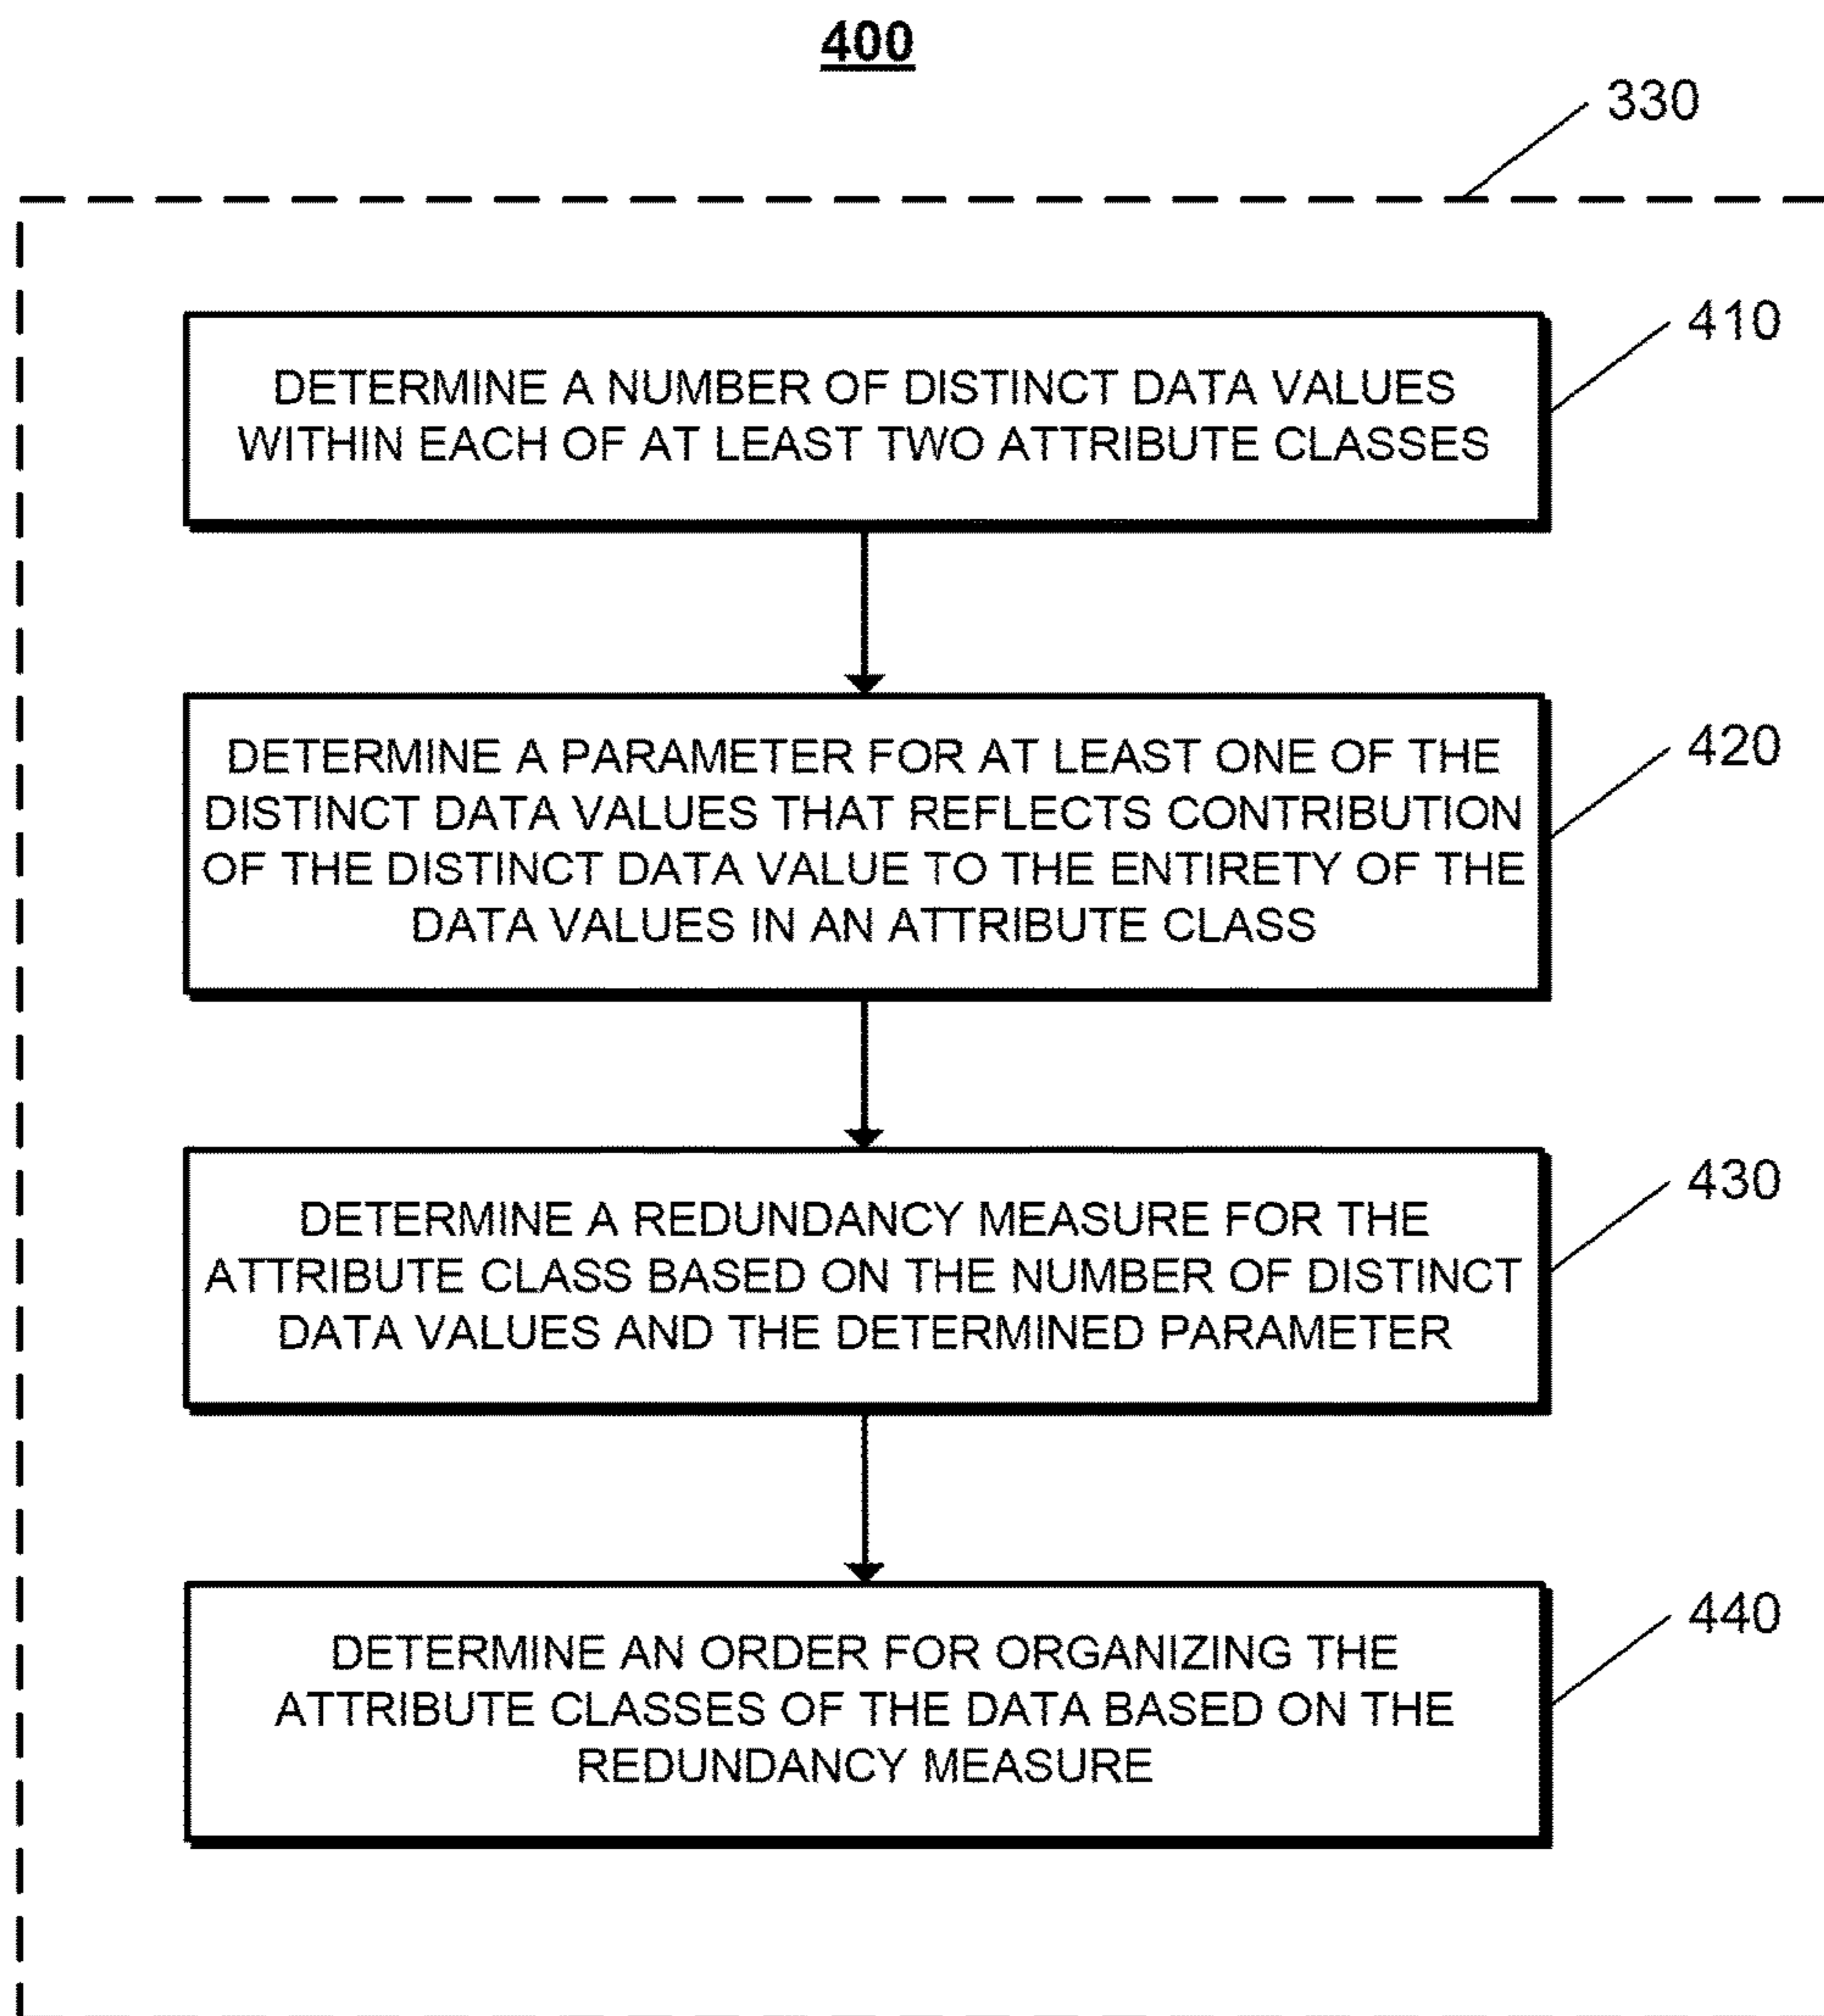 400
330
DETERMINE A NUMBER OF DISTINCT DATA VALUES
WITHIN EACH OF AT LEAST TWO ATTRIBUTE CLASSES
410
DETERMINE A PARAMETER FOR AT LEAST ONE OF THE
DISTINCT DATA VALUES THAT REFLECTS CONTRIBUTION
OF THE DISTINCT DATA VALUE TO THE ENTIRETY OF THE
DATA VALUES IN AN ATTRIBUTE CLASS
420
DETERMINE A REDUNDANCY MEASURE FOR THE
ATTRIBUTE CLASS BASED ON THE NUMBER OF DISTINCT
DATA VALUES AND THE DETERMINED PARAMETER
430
DETERMINE AN ORDER FOR ORGANIZING THE
ATTRIBUTE CLASSES OF THE DATA BASED ON THE
REDUNDANCY MEASURE
440